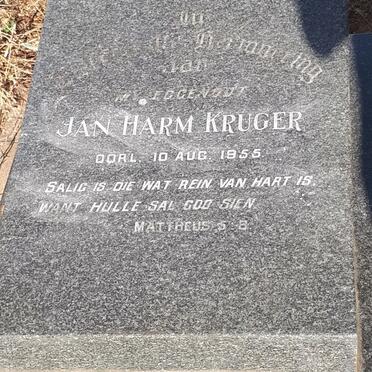 In
Liefdevolle Herinnering
aan
MY EGGENOOT
JAN HARM KRUGER
OORL. 10 AUG. 1955
SALIG IS DIE WAT REIN VAN HART IS,
WANT HULLE SAL GOD SIEN.
MATTHEUS 5:8